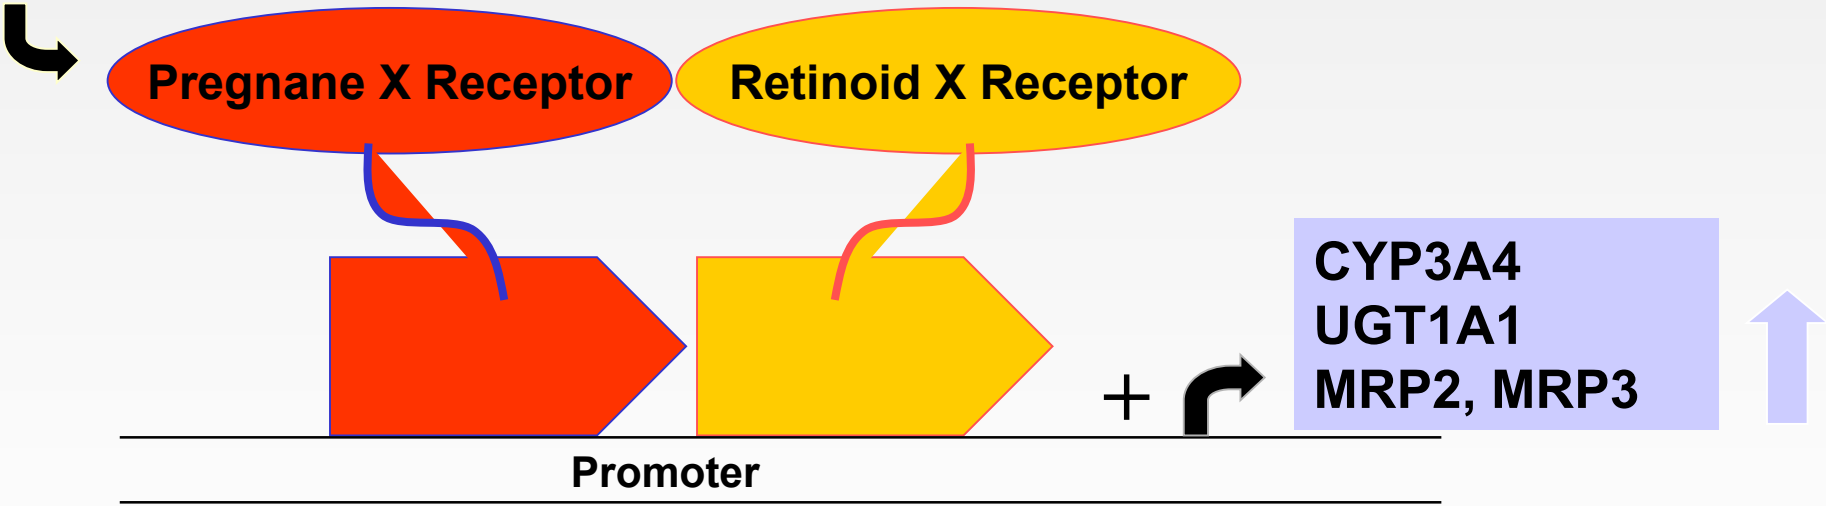 Pregnane X Receptor
Retinoid X Receptor
CYP3A4
UGT1A1
MRP2, MRP3
+
Promoter